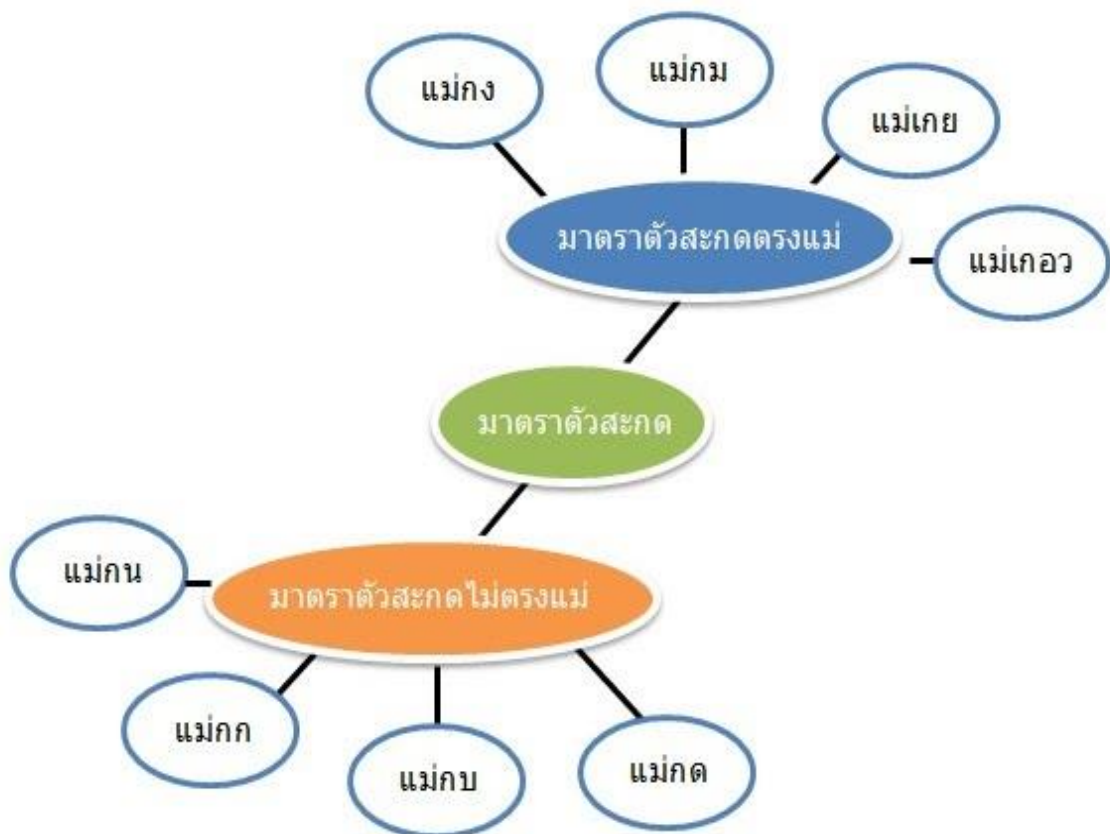 แม่กง
แม่กม
แม่เกย
มาตราตัวสะกดตรงแม่
แม่เกอว
มาตราตัวสะกด
แม่กน
มาตราตัวสะกดไม่ตรงแม่
แม่กก
แม่กบ
แม่กด